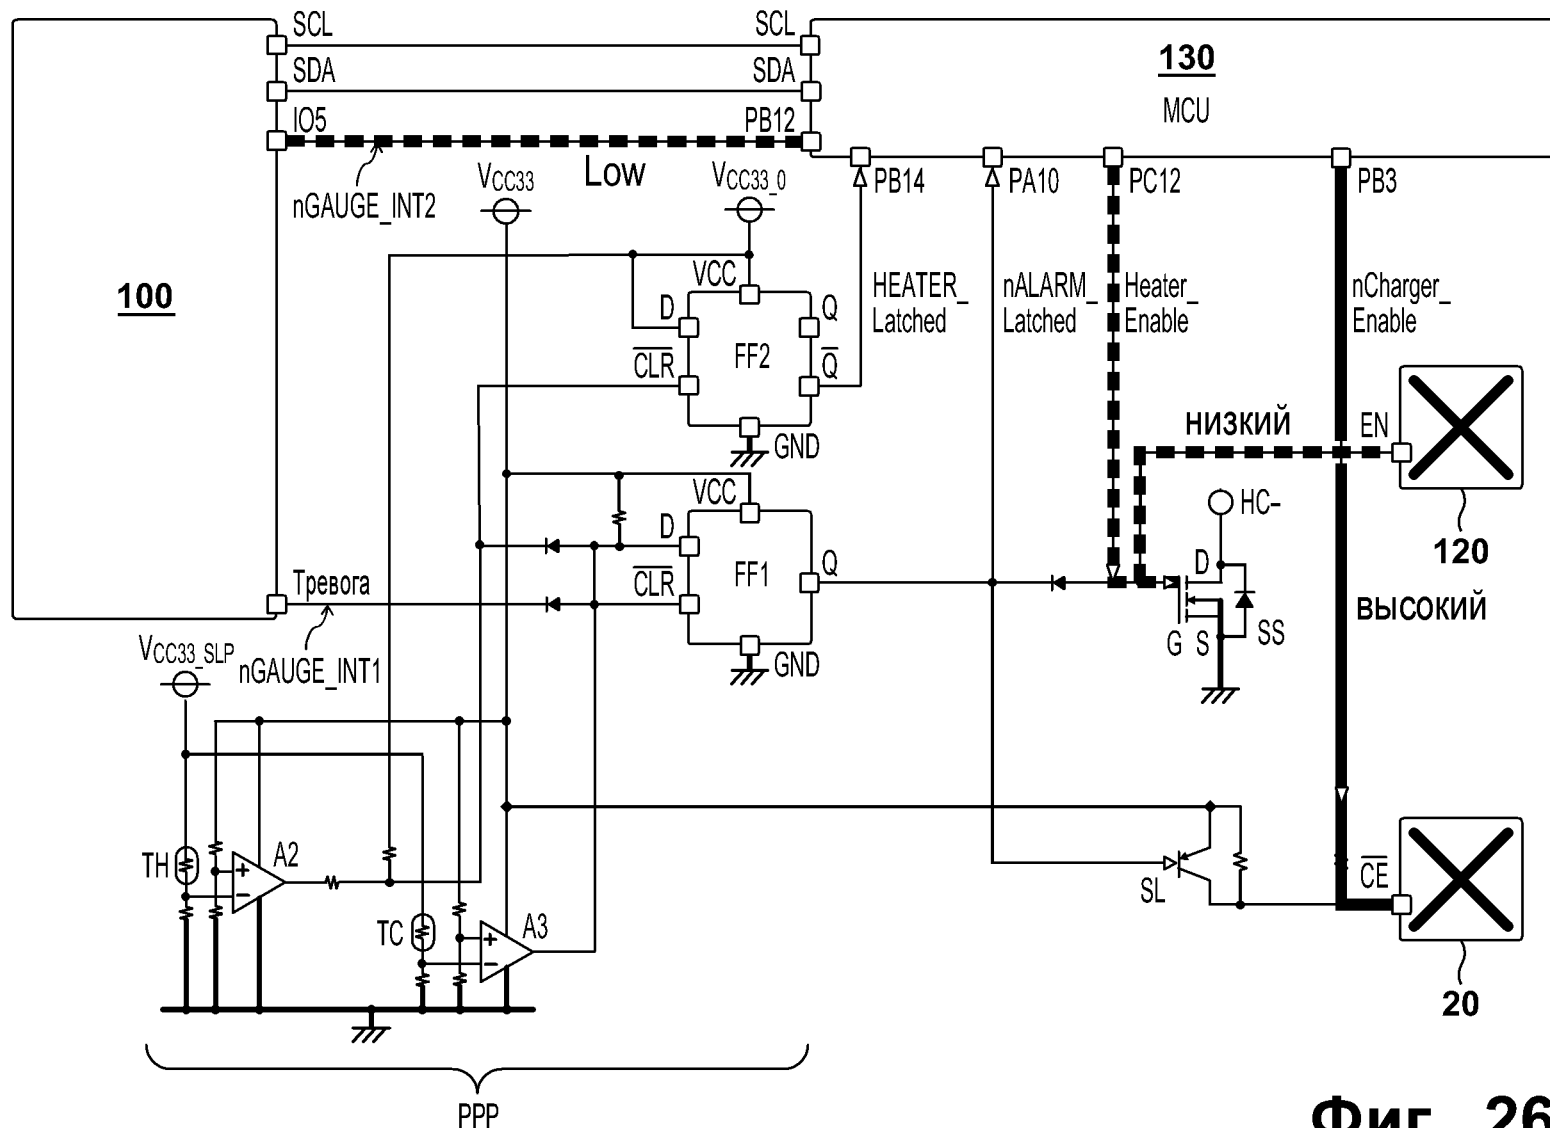 SCL
SCL
SDA
SDA
IO5
PB12
Low
nGAUGE_INT2
130
MCU
PB14
PA10
PC12
PB3
100
VCC33
VCC33_0
VCC
D
Q
CLR
FF2
Q
GND
HEATER_
Latched
nALARM_
Latched
Heater_
Enable
nCharger_
Enable
НИЗКИЙ
EN
120
HC–
VCC
D
Q
CLR
FF1
GND
Тревога
nGAUGE_INT1
VCC33_SLP
D
G
S
SS
ВЫСОКИЙ
TH
A2
+
−
TC
A3
+
−
SL
CE
20
PPP
Фиг. 26